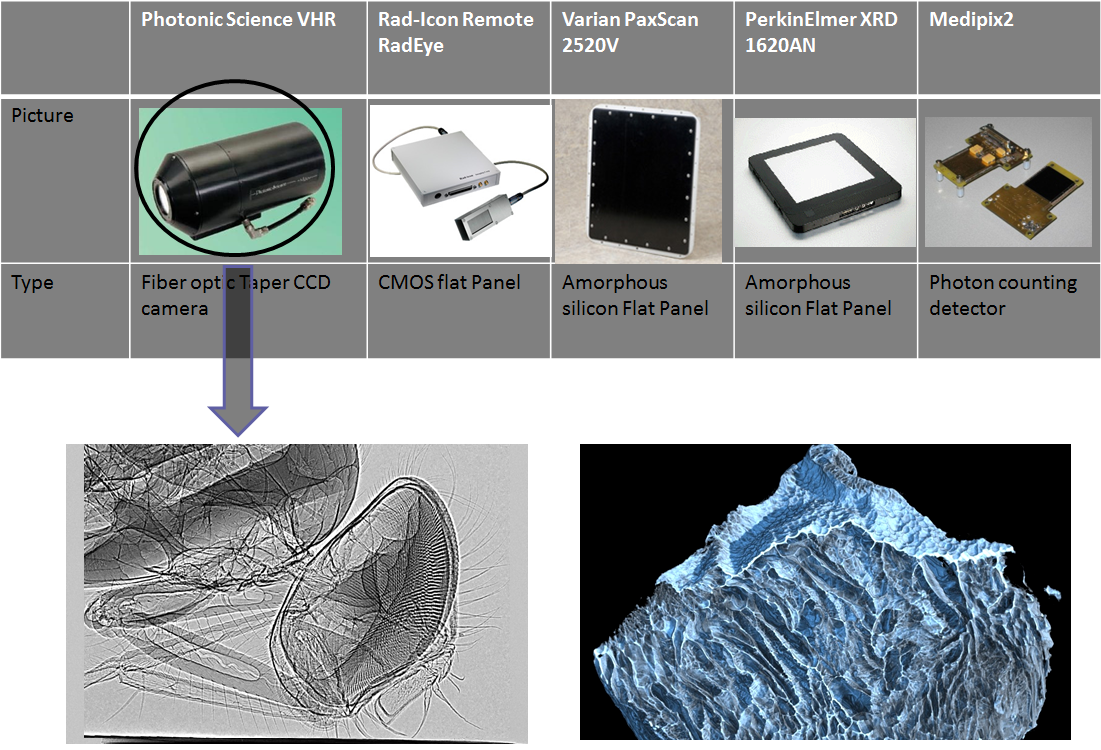 Photonic Science VHR
Rad-Icon Remote
RadEye
Varian PaxScan
2520V
PerkinElmer XRD
1620AN
Medipix2
Picture
Type
Fiber optic Taper CCD
camera
CMOS flat Panel
Amorphous
silicon Flat Panel
Amorphous
silicon Flat Panel
Photon counting
detector